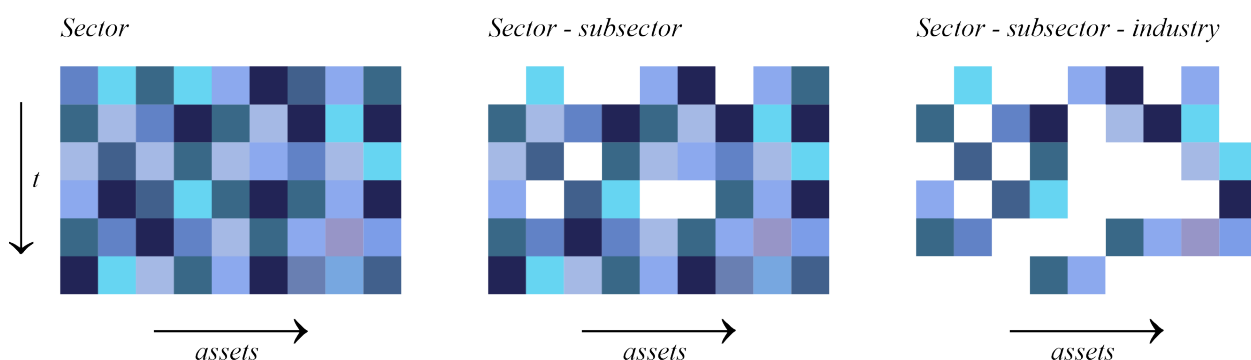 Sector
Sector - subsector
Sector - subsector - industry
t
assets
assets
assets